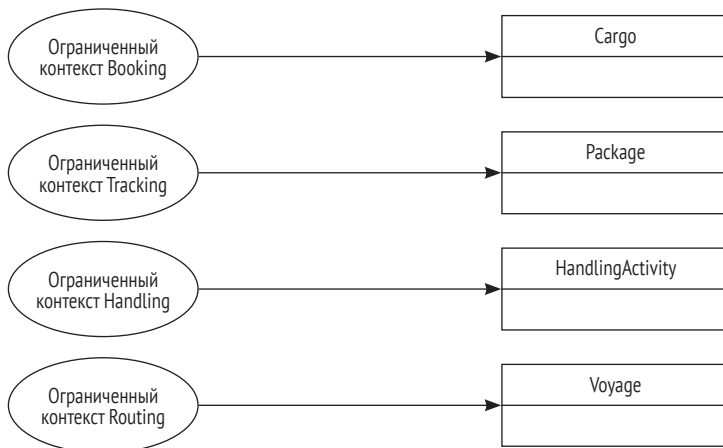 Ограниченный
контекст Booking
Cargo
Ограниченный
контекст Tracking
Package
Ограниченный
контекст Handling
HandlingActivity
Ограниченный
контекст Routing
Voyage